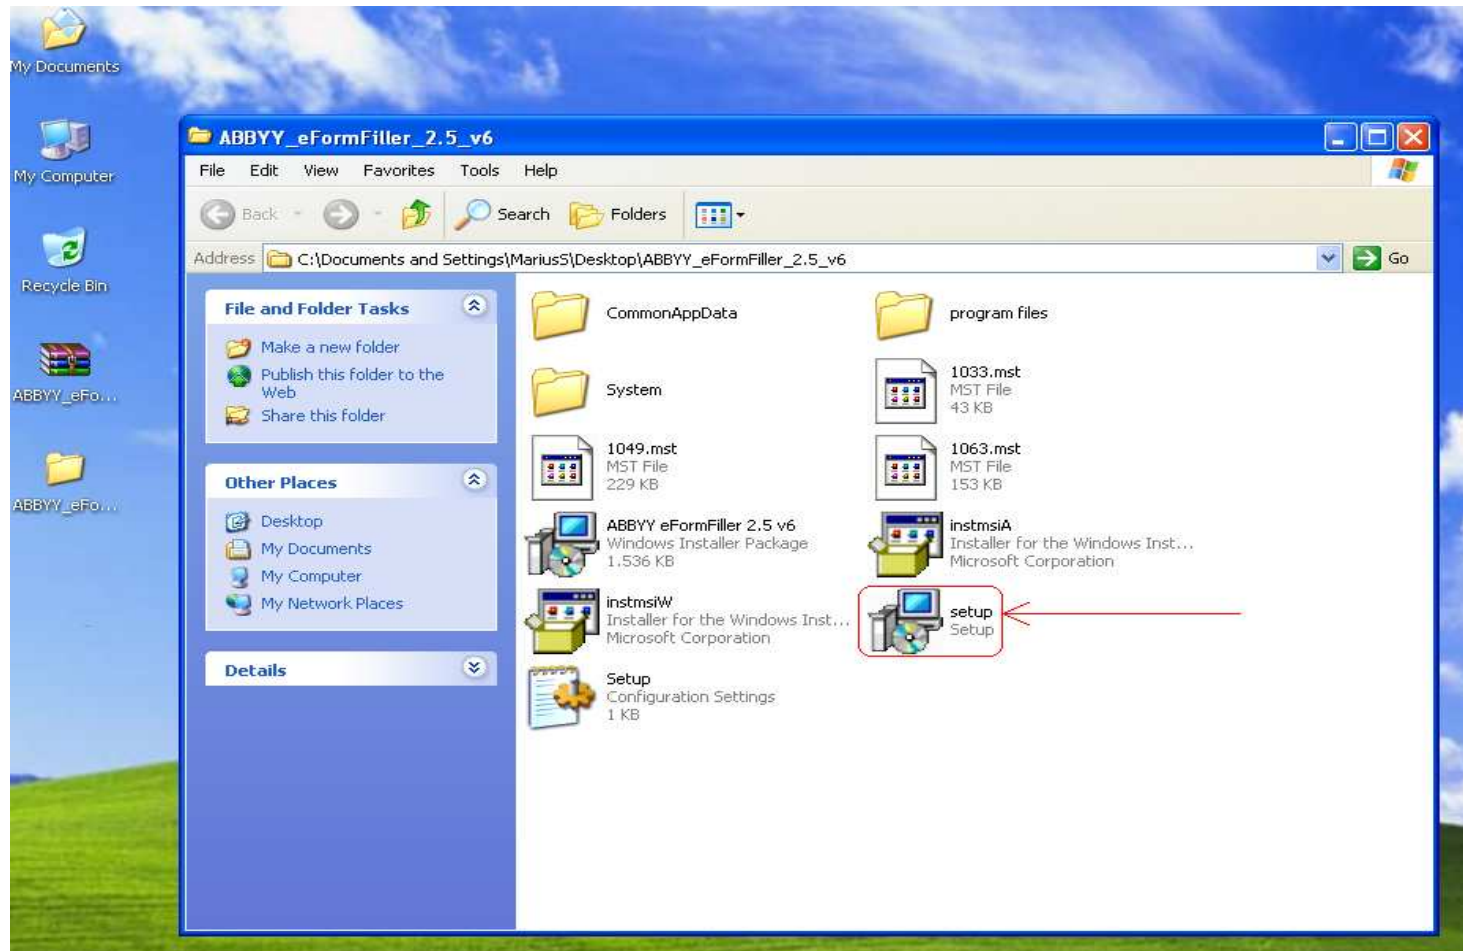 My Documents
My Computer
Recycle Bin
ABBYY_eFo...
ABBYY_eFo...
ABBYY_eFormFiller_2.5_v6
File Edit View Favorites Tools Help
Back Search Folders
Address C:\Documents and Settings\MariusS\Desktop\ABBYY_eFormFiller_2.5_v6 Go
File and Folder Tasks
Make a new folder
Publish this folder to the
Web
Share this folder
Other Places
Desktop
My Documents
My Computer
My Network Places
Details
CommonAppData
program files
System
1033.mst
MST File
43 KB
1049.mst
MST File
229 KB
1063.mst
MST File
153 KB
ABBYY eFormFiller 2.5 v6
Windows Installer Package
1.536 KB
instmsiA
Installer for the Windows Inst...
Microsoft Corporation
instmsiW
Installer for the Windows Inst...
Microsoft Corporation
setup
Setup
Setup
Configuration Settings
1 KB